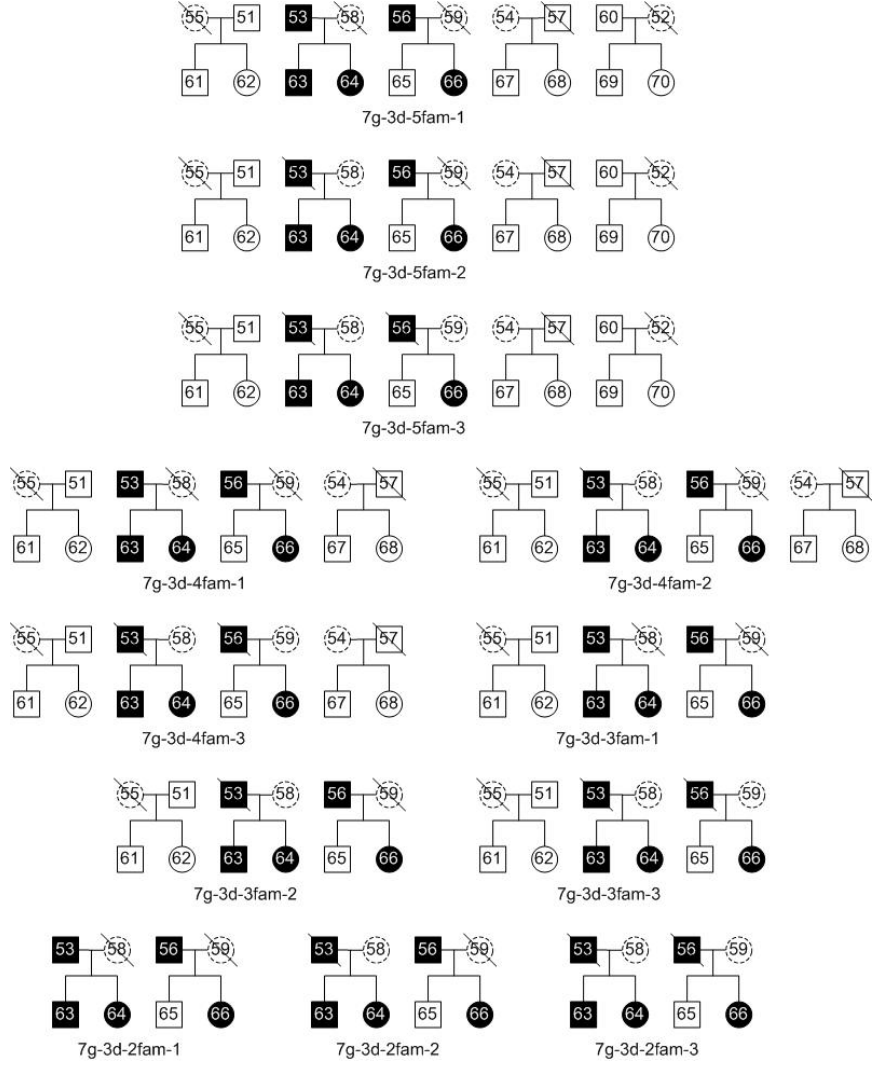 55 51 53 58 56 59 54 57 60 52
61 62 63 64 65 66 67 68 69 70
7g-3d-5fam-1
55 51 53 58 56 59 54 57 60 52
61 62 63 64 65 66 67 68 69 70
7g-3d-5fam-2
55 51 53 58 56 59 54 57 60 52
61 62 63 64 65 66 67 68 69 70
7g-3d-5fam-3
55 51 53 58 56 59 54 57
61 62 63 64 65 66 67 68
7g-3d-4fam-1
55 51 53 58 56 59 54 57
61 62 63 64 65 66 67 68
7g-3d-4fam-2
55 51 53 58 56 59 54 57
61 62 63 64 65 66 67 68
7g-3d-4fam-3
55 51 53 58 56 59
61 62 63 64 65 66
7g-3d-3fam-1
55 51 53 58 56 59
61 62 63 64 65 66
7g-3d-3fam-2
55 51 53 58 56 59
61 62 63 64 65 66
7g-3d-3fam-3
53 58 56 59
63 64 65 66
7g-3d-2fam-1
53 58 56 59
63 64 65 66
7g-3d-2fam-2
53 58 56 59
63 64 65 66
7g-3d-2fam-3